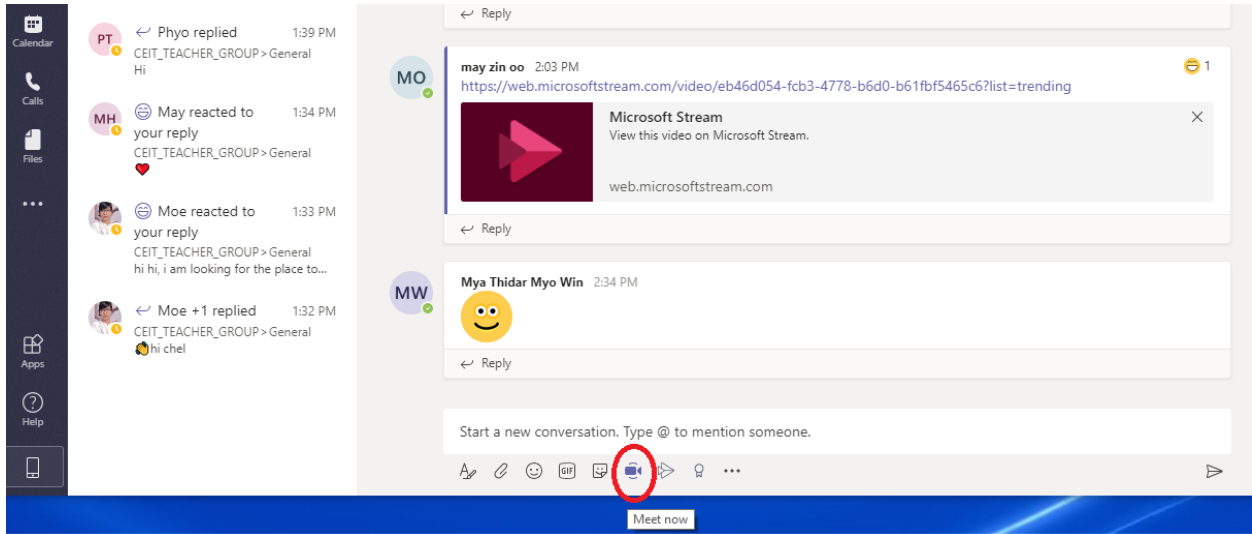 Calendar
Calls
Files
Apps
Help
PT
Phyo replied 1:39 PM
CEIT_TEACHER_GROUP > General
Hi
MH
May reacted to 1:34 PM
your reply
CEIT_TEACHER_GROUP > General
Moe reacted to 1:33 PM
your reply
CEIT_TEACHER_GROUP > General
hi hi, i am looking for the place to...
Moe +1 replied 1:32 PM
CEIT_TEACHER_GROUP > General
hi chel
Reply
MO
may zin oo 2:03 PM
1
https://web.microsoftstream.com/video/eb46d054-fcb3-4778-b6d0-b61fbf5465c6?list=trending
Microsoft Stream
View this video on Microsoft Stream.
web.microsoftstream.com
Reply
MW
Mya Thidar Myo Win 2:34 PM
Reply
Start a new conversation. Type @ to mention someone.
GIF
Meet now